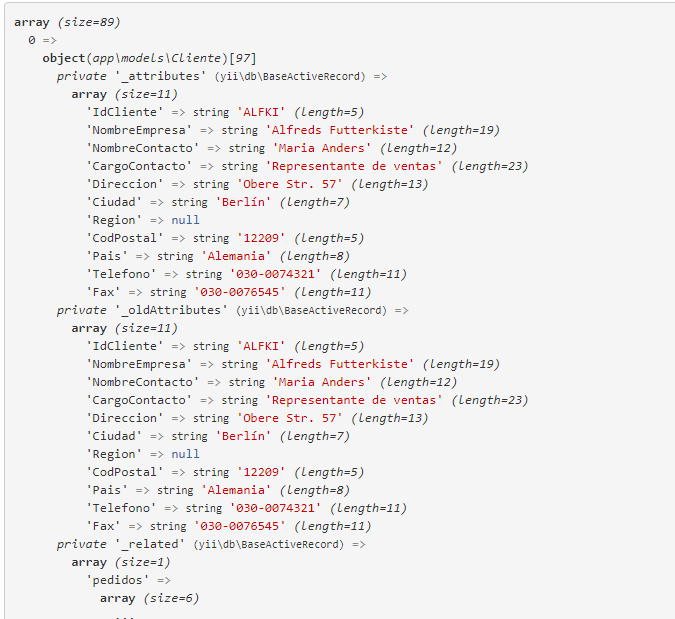 array (size=89)
0 =>
object(app\models\Cliente)[97]
private '_attributes' (yii\db\BaseActiveRecord) =>
array (size=11)
'IdCliente' => string 'ALFKI' (length=5)
'NombreEmpresa' => string 'Alfreds Futterkiste' (length=19)
'NombreContacto' => string 'Maria Anders' (length=12)
'CargoContacto' => string 'Representante de ventas' (length=23)
'Direccion' => string 'Obere Str. 57' (length=13)
'Ciudad' => string 'Berlín' (length=7)
'Region' => null
'CodPostal' => string '12209' (length=5)
'Pais' => string 'Alemania' (length=8)
'Telefono' => string '030-0074321' (length=11)
'Fax' => string '030-0076545' (length=11)
private '_oldAttributes' (yii\db\BaseActiveRecord) =>
array (size=11)
'IdCliente' => string 'ALFKI' (length=5)
'NombreEmpresa' => string 'Alfreds Futterkiste' (length=19)
'NombreContacto' => string 'Maria Anders' (length=12)
'CargoContacto' => string 'Representante de ventas' (length=23)
'Direccion' => string 'Obere Str. 57' (length=13)
'Ciudad' => string 'Berlín' (length=7)
'Region' => null
'CodPostal' => string '12209' (length=5)
'Pais' => string 'Alemania' (length=8)
'Telefono' => string '030-0074321' (length=11)
'Fax' => string '030-0076545' (length=11)
private '_related' (yii\db\BaseActiveRecord) =>
array (size=1)
'pedidos' =>
array (size=6)
...